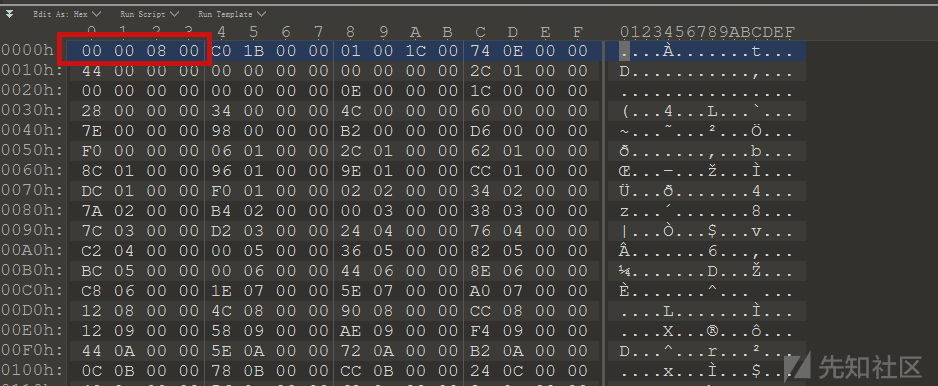 Edit As: Hex Run Script Run Template
0 1 2 3 4 5 6 7 8 9 A B C D E F 0123456789ABCDEF
0000h: 00 00 08 00 C0 1B 00 00 01 00 1C 00 74 0E 00 00 ....À.......t...
0010h: 44 00 00 00 00 00 00 00 00 00 00 00 2C 01 00 00 D...........,...
0020h: 00 00 00 00 00 00 00 00 0E 00 00 00 1C 00 00 00 ................
0030h: 28 00 00 00 34 00 00 00 4C 00 00 00 60 00 00 00 (...4...L...`...
0040h: 7E 00 00 00 98 00 00 00 B2 00 00 00 D6 00 00 00 ~...˜...²...Ö...
0050h: F0 00 00 00 06 01 00 00 2C 01 00 00 62 01 00 00 ð.......,...b...
0060h: 8C 01 00 00 96 01 00 00 9E 01 00 00 CC 01 00 00 Œ...–...ž...Ì...
0070h: DC 01 00 00 F0 01 00 00 02 02 00 00 34 02 00 00 Ü...ð.......4...
0080h: 7A 02 00 00 B4 02 00 00 00 03 00 00 38 03 00 00 z...´.......8...
0090h: 7C 03 00 00 D2 03 00 00 24 04 00 00 76 04 00 00 |...Ò...$...v...
00A0h: C2 04 00 00 00 05 00 00 36 05 00 00 82 05 00 00 Â.......6...‚...
00B0h: BC 05 00 00 00 06 00 00 44 06 00 00 8E 06 00 00 ¼.......D...Ž...
00C0h: C8 06 00 00 1E 07 00 00 5E 07 00 00 A0 07 00 00 È.......^... ...
00D0h: 12 08 00 00 4C 08 00 00 90 08 00 00 CC 08 00 00 ....L.......Ì...
00E0h: 12 09 00 00 58 09 00 00 AE 09 00 00 F4 09 00 00 ....X...®...ô...
00F0h: 44 0A 00 00 5E 0A 00 00 72 0A 00 00 B2 0A 00 00 D...^...r...²...
0100h: 0C 0B 00 00 78 0B 00 00 CC 0B 00 00 24 0C 00 00 ....x...Ì...$...
先知社区